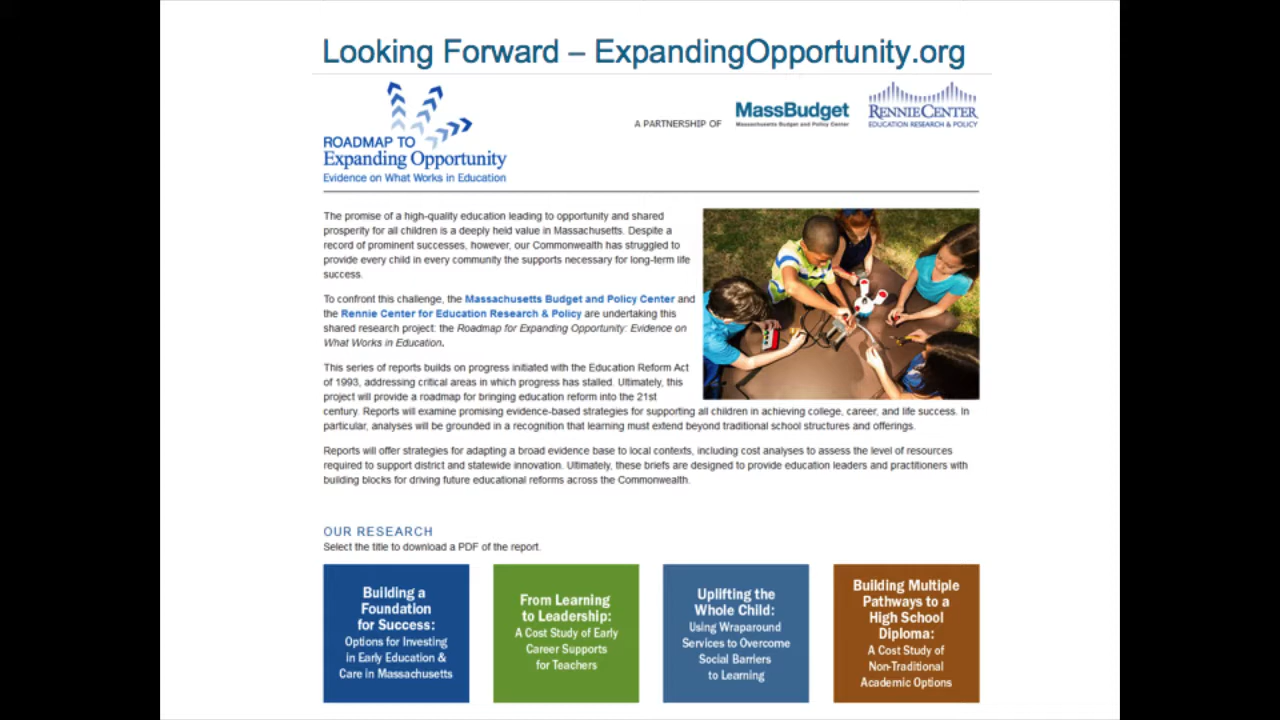 Looking Forward – ExpandingOpportunity.org
ROADMAP TO
Expanding Opportunity
Evidence on What Works in Education
A PARTNERSHIP OF
MassBudget
Massachusetts Budget and Policy Center
RENNIE CENTER
EDUCATION RESEARCH & POLICY
The promise of a high-quality education leading to opportunity and shared
prosperity for all children is a deeply held value in Massachusetts. Despite a
record of prominent successes, however, our Commonwealth has struggled to
provide every child in every community the supports necessary for long-term life
success.
To confront this challenge, the Massachusetts Budget and Policy Center and
the Rennie Center for Education Research & Policy are undertaking this
shared research project: the Roadmap for Expanding Opportunity: Evidence on
What Works in Education.
This series of reports builds on progress initiated with the Education Reform Act
of 1993, addressing critical areas in which progress has stalled. Ultimately, this
project will provide a roadmap for bringing education reform into the 21st
century. Reports will examine promising evidence-based strategies for supporting all children in achieving college, career, and life success. In
particular, analyses will be grounded in a recognition that learning must extend beyond traditional school structures and offerings.
Reports will offer strategies for adapting a broad evidence base to local contexts, including cost analyses to assess the level of resources
required to support district and statewide innovation. Ultimately, these briefs are designed to provide education leaders and practitioners with
building blocks for driving future educational reforms across the Commonwealth.
OUR RESEARCH
Select the title to download a PDF of the report.
Building a
Foundation
for Success:
Options for Investing
in Early Education &
Care in Massachusetts
From Learning
to Leadership:
A Cost Study of Early
Career Supports
for Teachers
Uplifting the
Whole Child:
Using Wraparound
Services to Overcome
Social Barriers
to Learning
Building Multiple
Pathways to a
High School
Diploma:
A Cost Study of
Non-Traditional
Academic Options